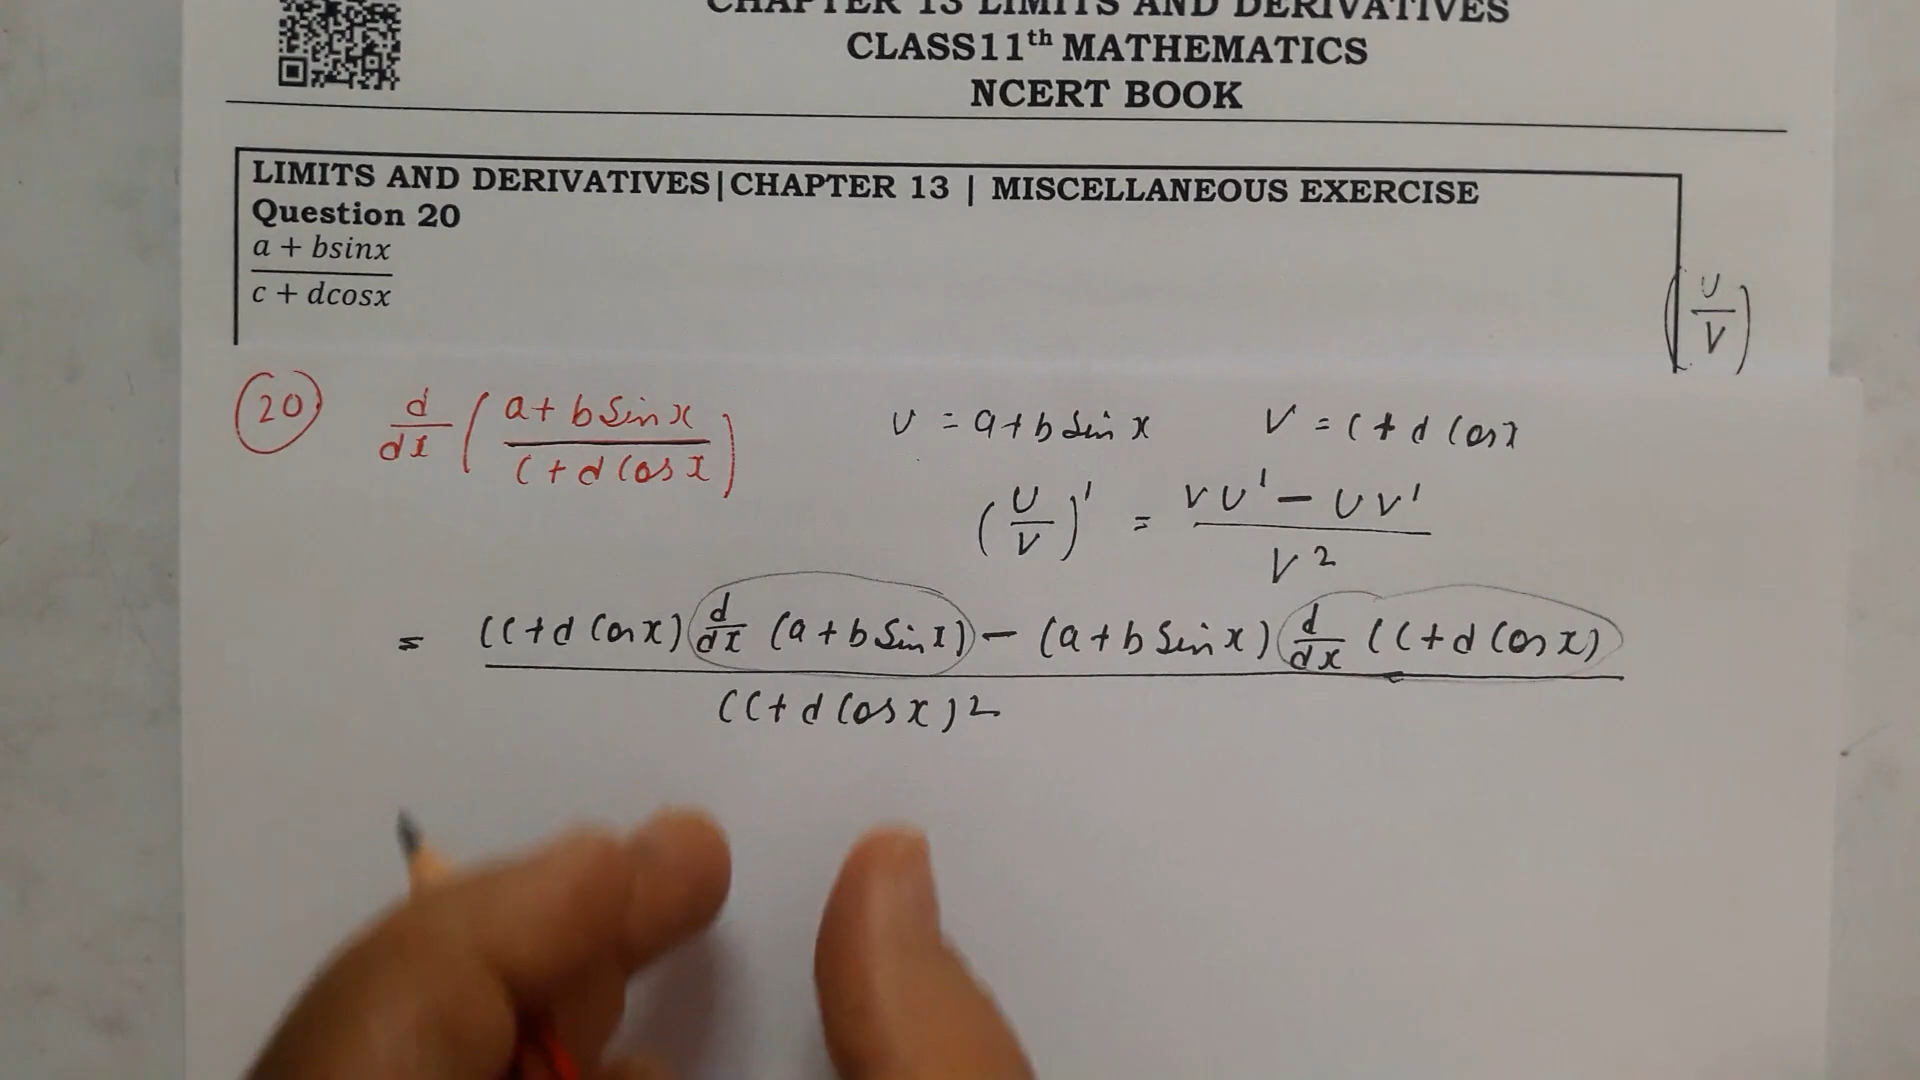 CHAPTER 13 LIMITS AND DERIVATIVES
CLASS11th MATHEMATICS
NCERT BOOK
LIMITS AND DERIVATIVES|CHAPTER 13 | MISCELLANEOUS EXERCISE
Question 20
a + bsinx
c + dcosx
(U/V)
20 d/dx (a + b Sin x / c + d Cos x) U = a + b Sin x V = c + d Cos x
(U/V)' = VU' - UV' / V²
= (c + d Cos x) d/dx (a + b Sin x) - (a + b Sin x) d/dx (c + d Cos x)
(c + d Cos x)2